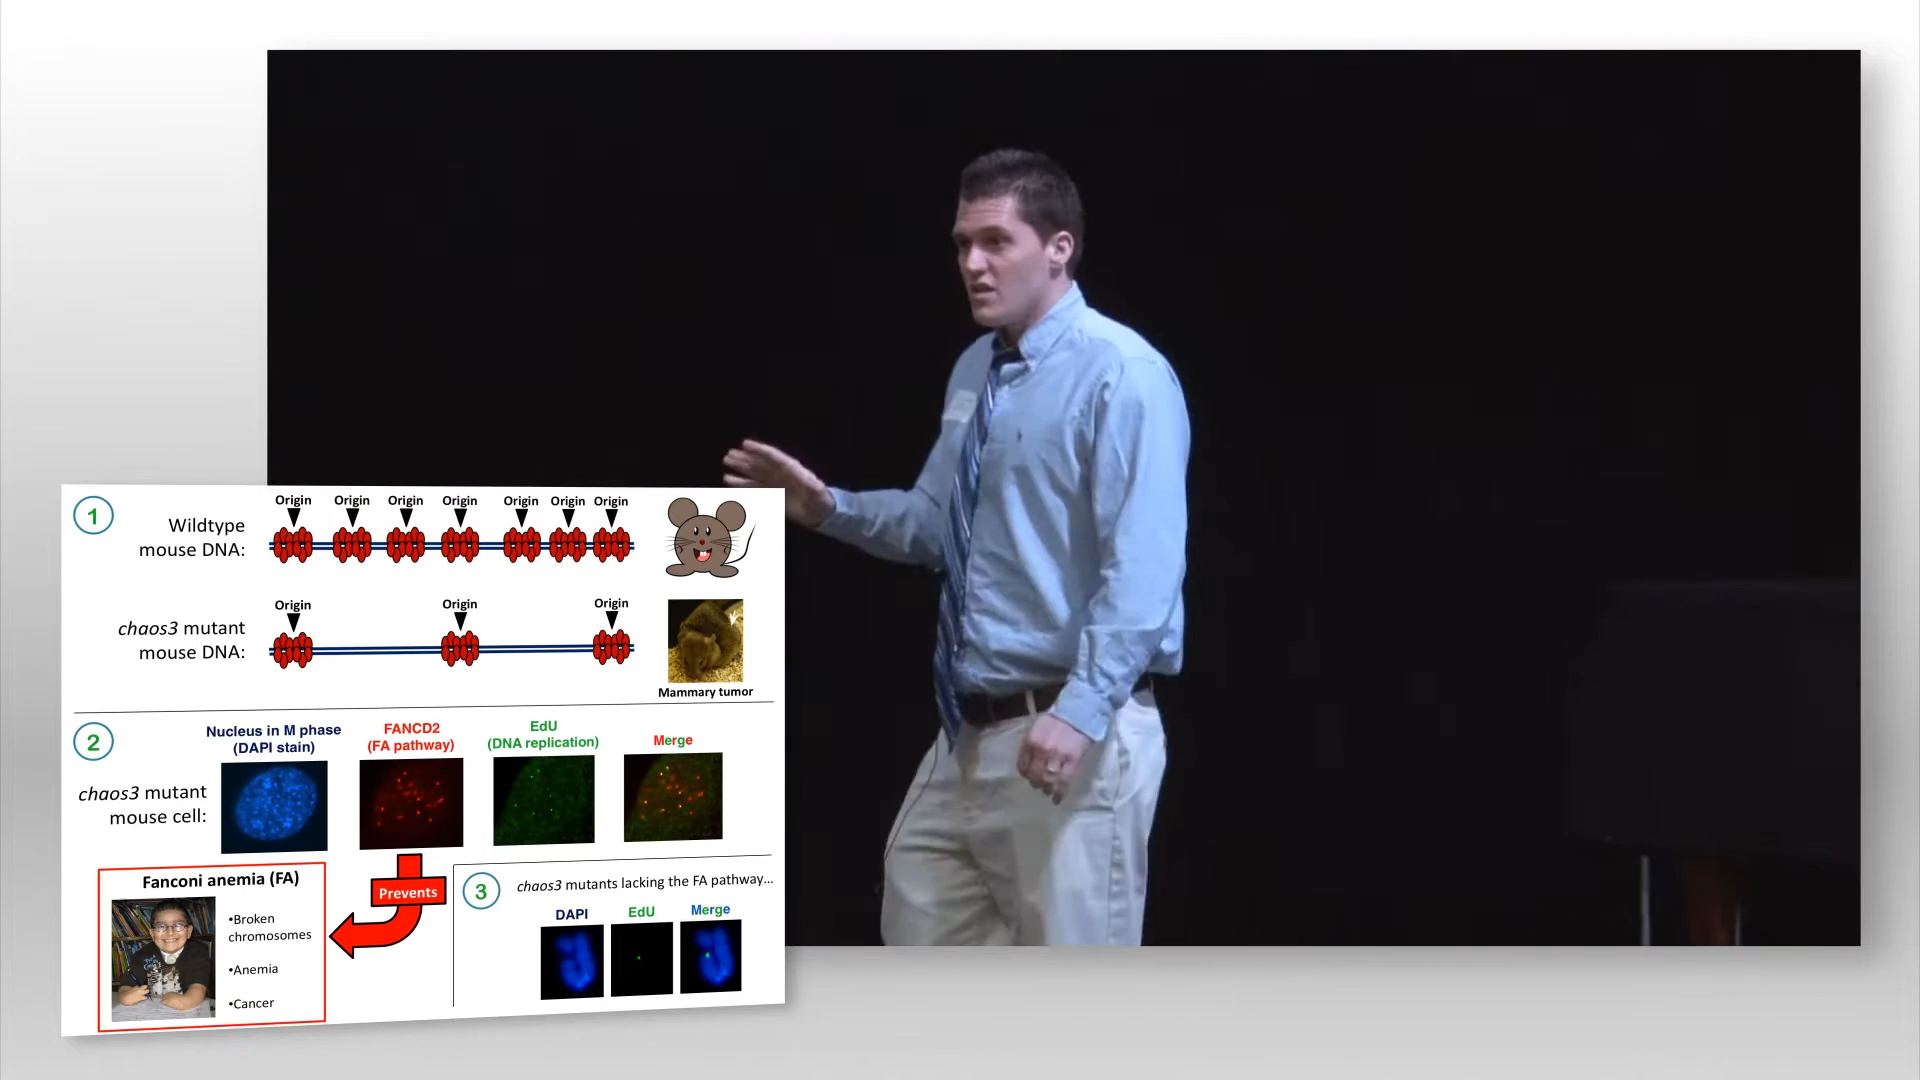 1
Origin Origin Origin Origin Origin Origin Origin
Wildtype
mouse DNA:
Origin Origin Origin
chaos3 mutant
mouse DNA:
Mammary tumor
2
Nucleus in M phase
(DAPI stain)
FANCD2
(FA pathway)
EdU
(DNA replication)
Merge
chaos3 mutant
mouse cell:
Prevents
Fanconi anemia (FA)
•Broken
chromosomes
•Anemia
•Cancer
3
chaos3 mutants lacking the FA pathway...
DAPI EdU Merge